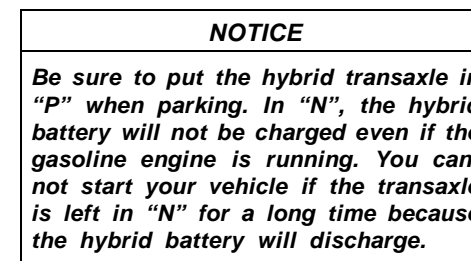 NOTICE
Be sure to put the hybrid transaxle in
“P” when parking. In “N”, the hybrid
battery will not be charged even if the
gasoline engine is running. You can
not start your vehicle if the transaxle
is left in “N” for a long time because
the hybrid battery will discharge.